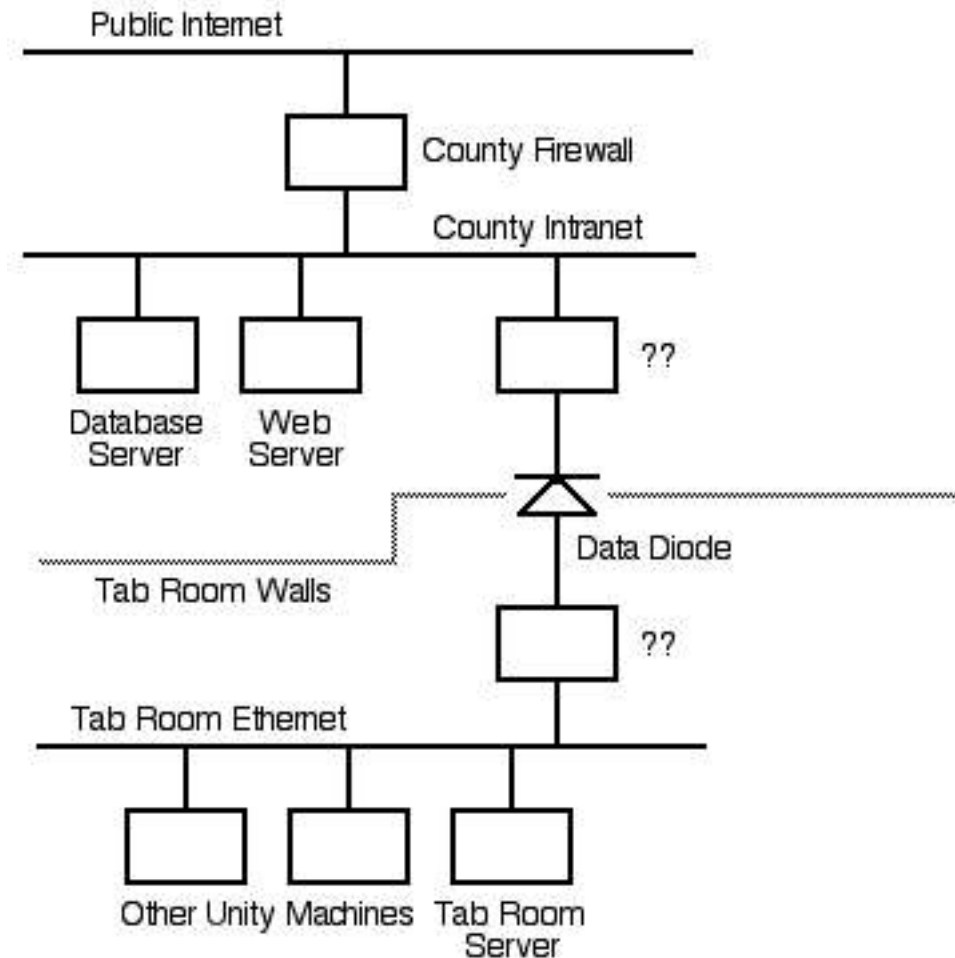 Public Internet
County Firewall
County Intranet
??
Database
Server
Web
Server
Data Diode
Tab Room Walls
??
Tab Room Ethernet
Other Unity Machines
Tab Room
Server